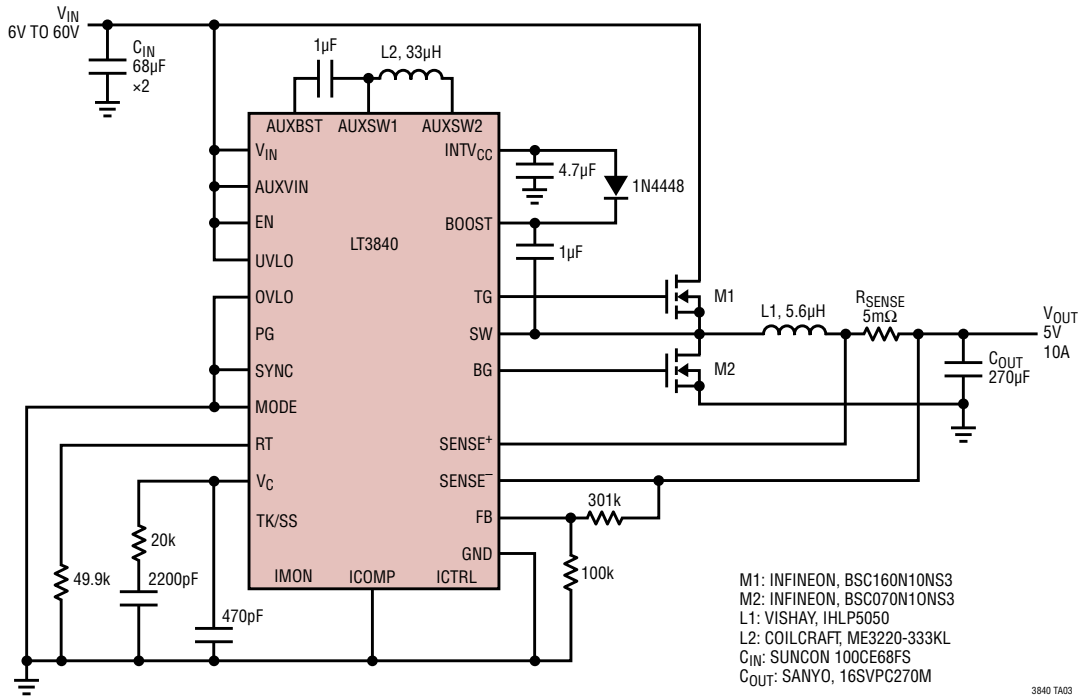 VIN
6V TO 60V
CIN
68µF
×2
1µF
L2, 33µH
AUXBST AUXSW1 AUXSW2
VIN
AUXVIN
EN
UVLO
OVLO
PG
SYNC
MODE
RT
VC
TK/SS
LT3840
INTVCC
BOOST
TG
SW
BG
SENSE+
SENSE–
FB
GND
IMON ICOMP ICTRL
4.7µF
1N4448
1µF
M1
M2
L1, 5.6µH
RSENSE
5mΩ
VOUT
5V
10A
COUT
270µF
301k
100k
49.9k
20k
2200pF
470pF
M1: INFINEON, BSC160N10NS3
M2: INFINEON, BSC070N10NS3
L1: VISHAY, IHLP5050
L2: COILCRAFT, ME3220-333KL
CIN: SUNCON 100CE68FS
COUT: SANYO, 16SVPC270M
3840 TA03